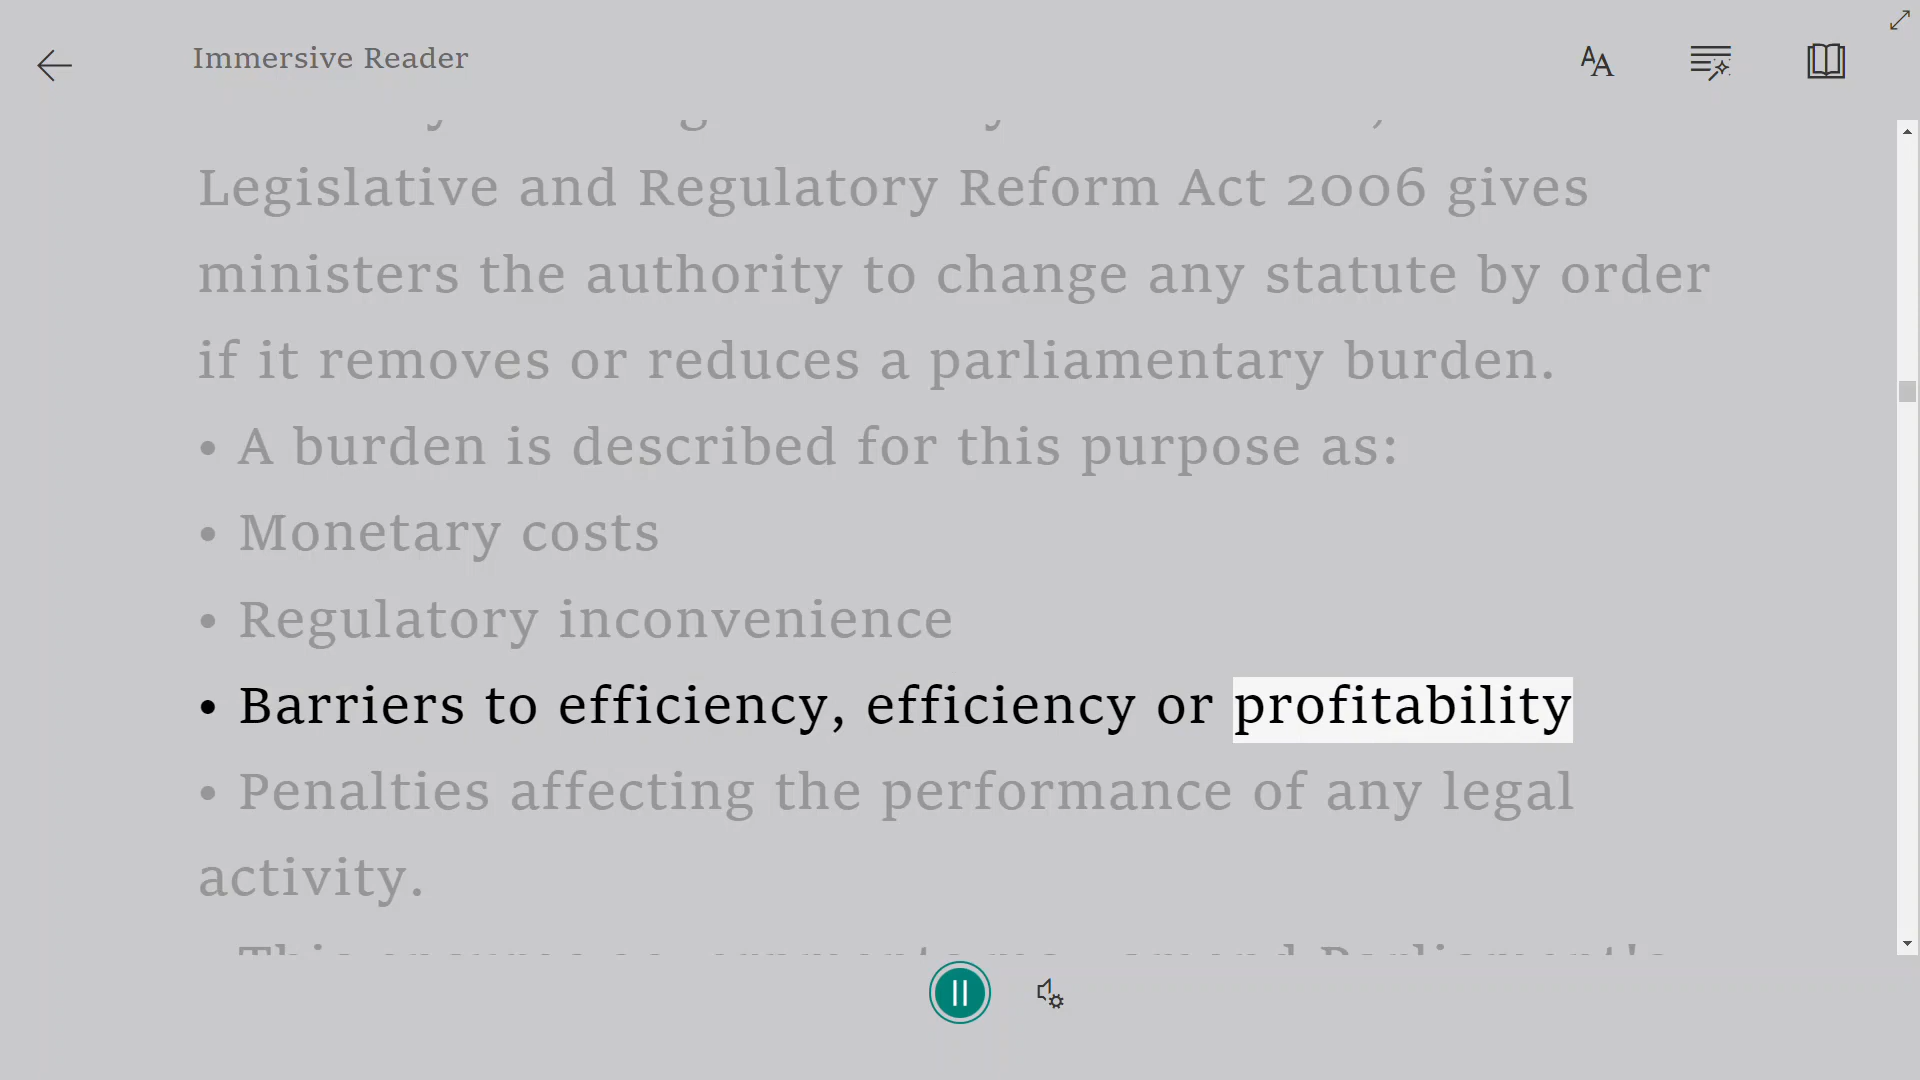 Immersive Reader
Legislative and Regulatory Reform Act 2006 gives
ministers the authority to change any statute by order
if it removes or reduces a parliamentary burden.
• A burden is described for this purpose as:
• Monetary costs
• Regulatory inconvenience
• Barriers to efficiency, efficiency or profitability
• Penalties affecting the performance of any legal
activity.